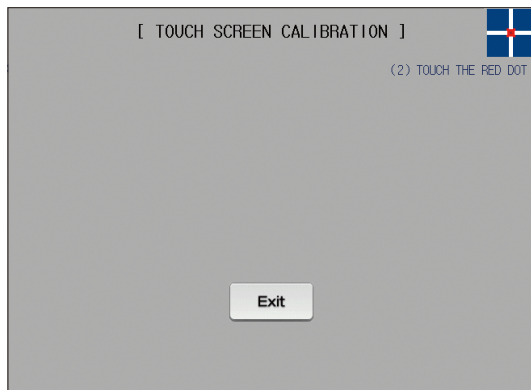 [ TOUCH SCREEN CALIBRATION ]
(2) TOUCH THE RED DOT
Exit